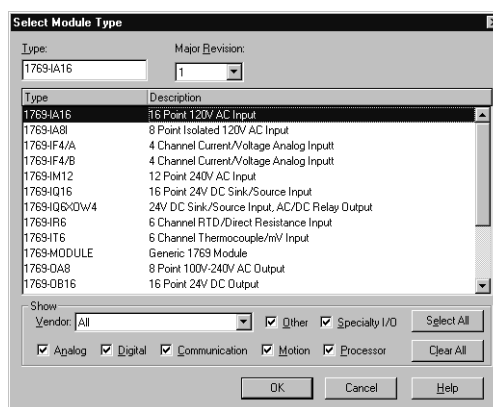 Select Module Type
Type:
Major Revision:
1769-IA16
1
Type Description
1769-IA16 16 Point 120V AC Input
1769-IA8I 8 Point Isolated 120V AC Input
1769-IF4/A 4 Channel Current/Voltage Analog Inputt
1769-IF4/B 4 Channel Current/Voltage Analog Inputt
1769-IM12 12 Point 240V AC Input
1769-IQ16 16 Point 24V DC Sink/Source Input
1769-IQ6XOW4 24V DC Sink/Source Input, AC/DC Relay Output
1769-IR6 6 Channel RTD/Direct Resistance Input
1769-IT6 6 Channel Thermocouple/mV Input
1769-MODULE Generic 1769 Module
1769-OA8 8 Point 100V-240V AC Output
1769-OB16 16 Point 24V DC Output
Show
Vendor: All Other Specialty I/O Select All
Analog Digital Communication Motion Processor Clear All
OK Cancel Help